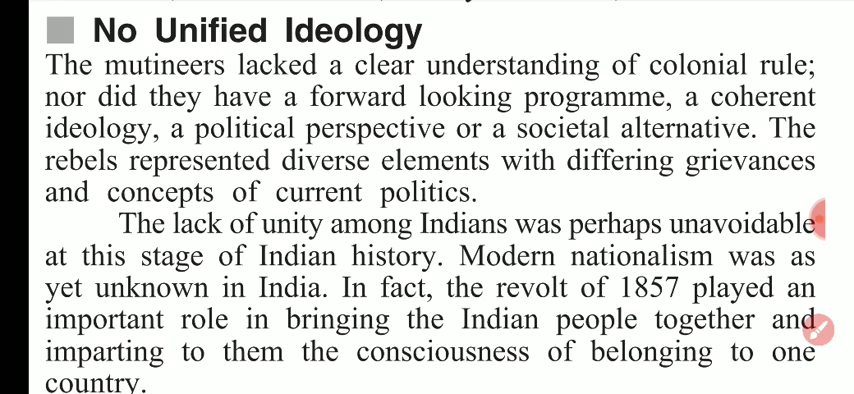 No Unified Ideology
The mutineers lacked a clear understanding of colonial rule;
nor did they have a forward looking programme, a coherent
ideology, a political perspective or a societal alternative. The
rebels represented diverse elements with differing grievances
and concepts of current politics.
The lack of unity among Indians was perhaps unavoidable
at this stage of Indian history. Modern nationalism was as
yet unknown in India. In fact, the revolt of 1857 played an
important role in bringing the Indian people together and
imparting to them the consciousness of belonging to one
country.